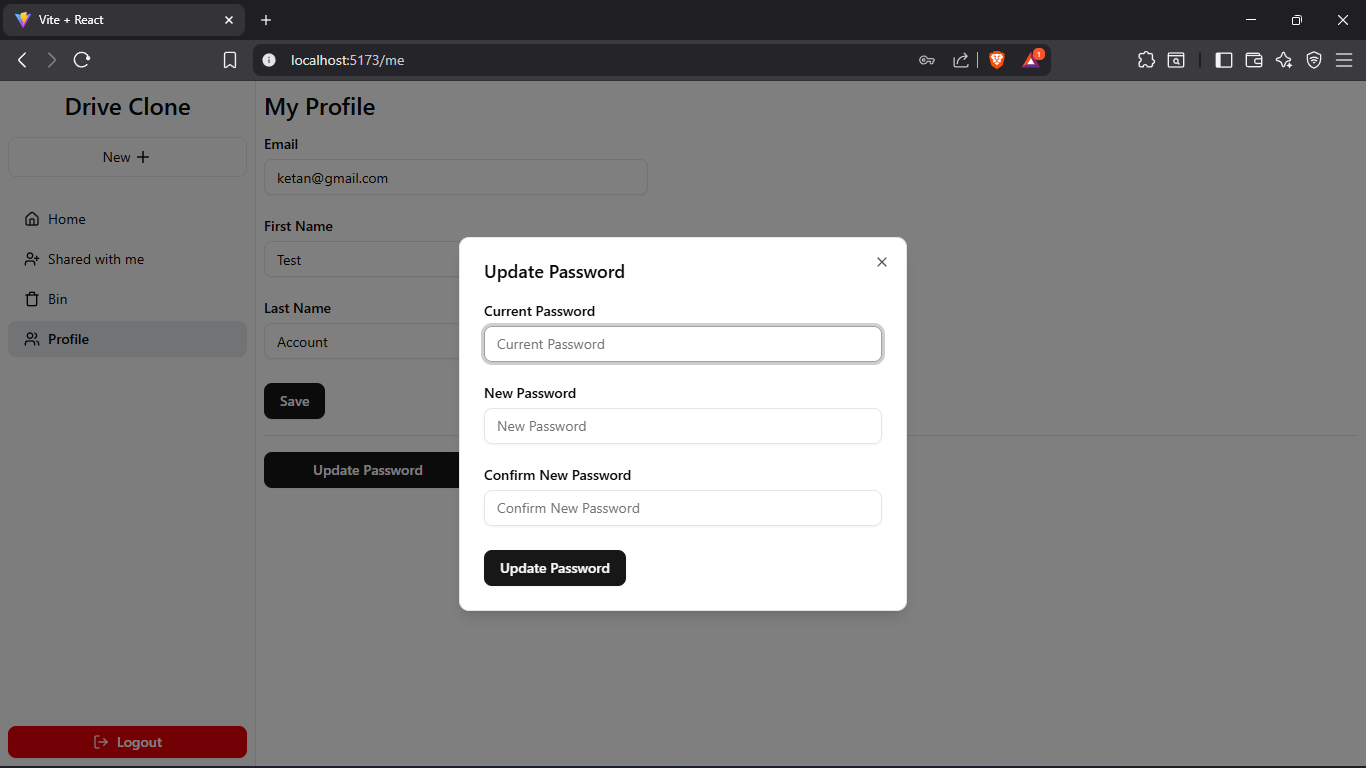 Vite + React
localhost:5173/me
1
Drive Clone
New
Home
Shared with me
Bin
Profile
Logout
My Profile
Email
ketan@gmail.com
First Name
Test
Last Name
Account
Save
Update Password
Update Password
Current Password
Current Password
New Password
New Password
Confirm New Password
Confirm New Password
Update Password